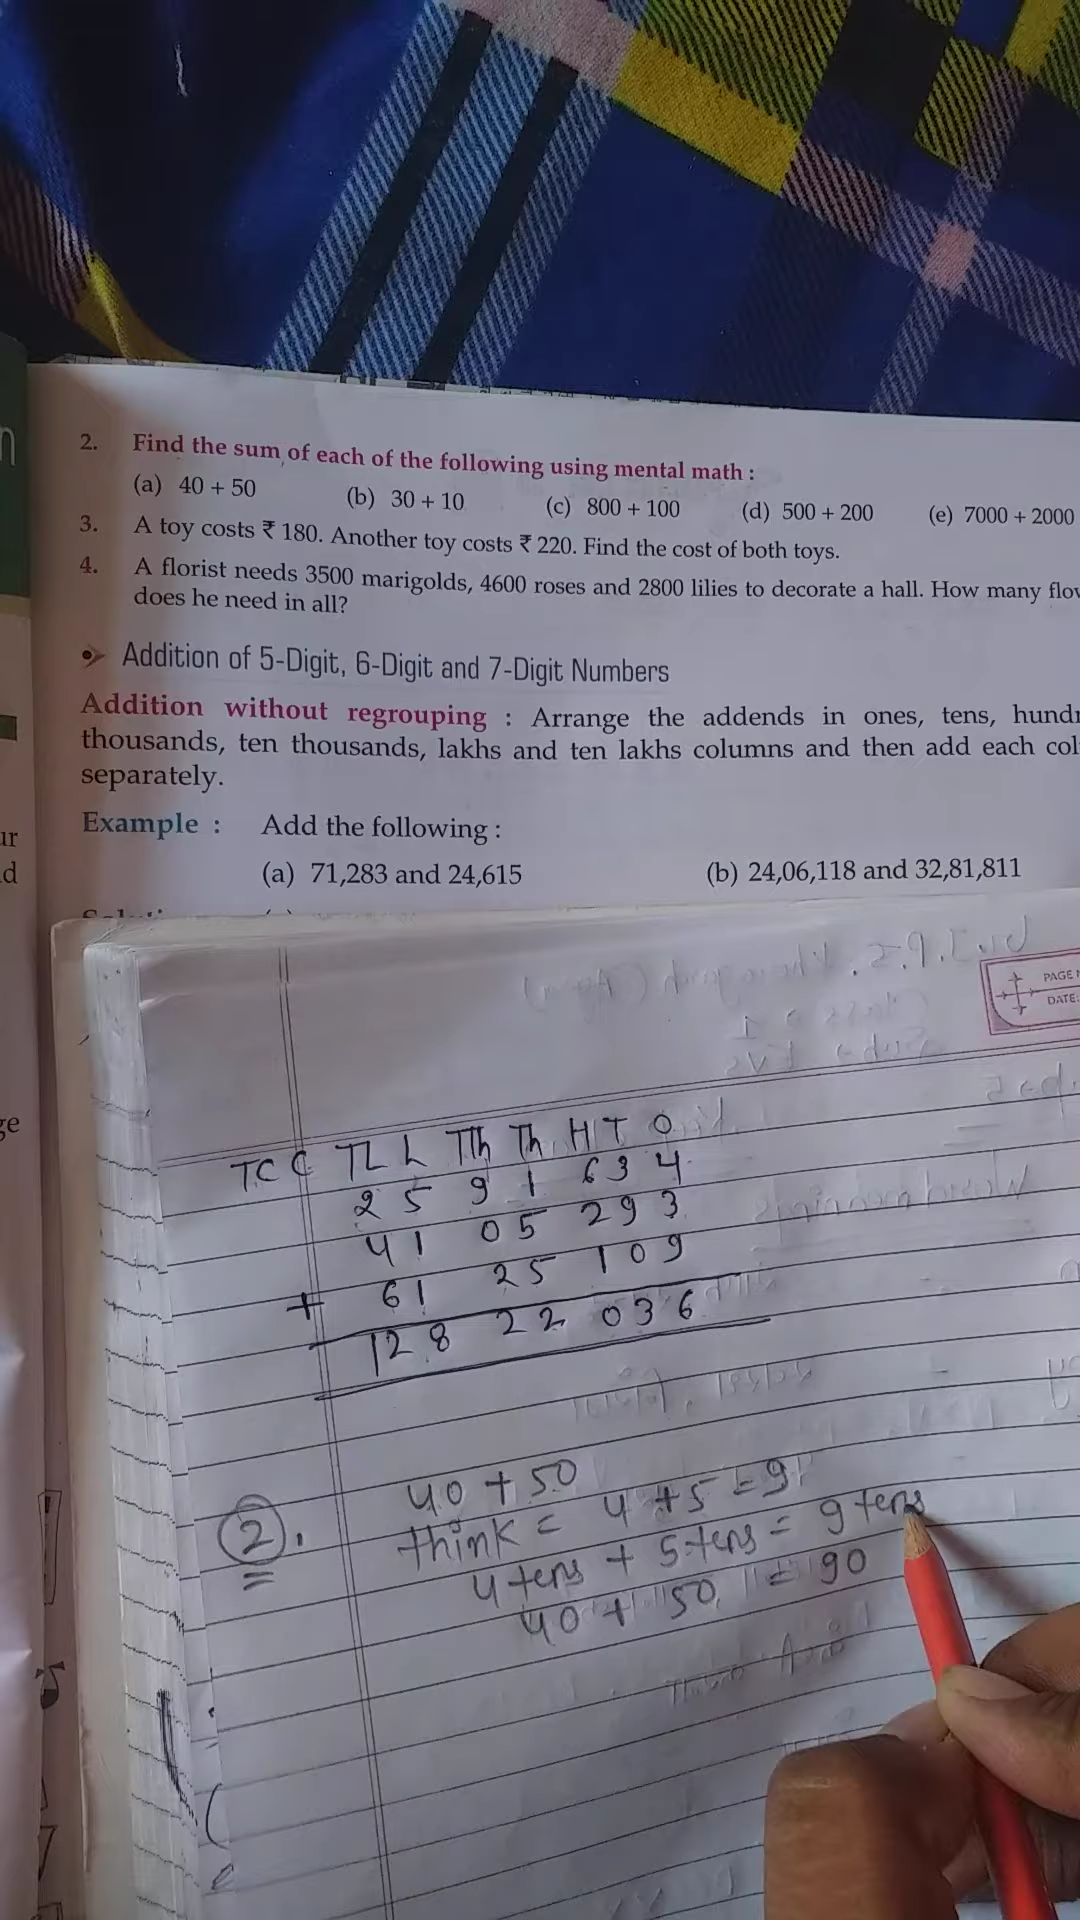 2. Find the sum of each of the following using mental math :
(a) 40 + 50 (b) 30 + 10 (c) 800 + 100 (d) 500 + 200 (e) 7000 + 2000
3. A toy costs ₹ 180. Another toy costs ₹ 220. Find the cost of both toys.
4. A florist needs 3500 marigolds, 4600 roses and 2800 lilies to decorate a hall. How many flow
does he need in all?
Addition of 5-Digit, 6-Digit and 7-Digit Numbers
Addition without regrouping : Arrange the addends in ones, tens, hundr
thousands, ten thousands, lakhs and ten lakhs columns and then add each col
separately.
Example : Add the following :
(a) 71,283 and 24,615 (b) 24,06,118 and 32,81,811
PAGE
DATE:
TC C TL L TTh Th H T O
2 5 9 1 6 3 4
4 1 0 5 2 9 3
+ 6 1 2 5 1 0 9
12 8 2 2 0 3 6
2. 40 + 50
think = 4 + 5 = 9
4 tens + 5 tens = 9 tens
40 + 50 = 90